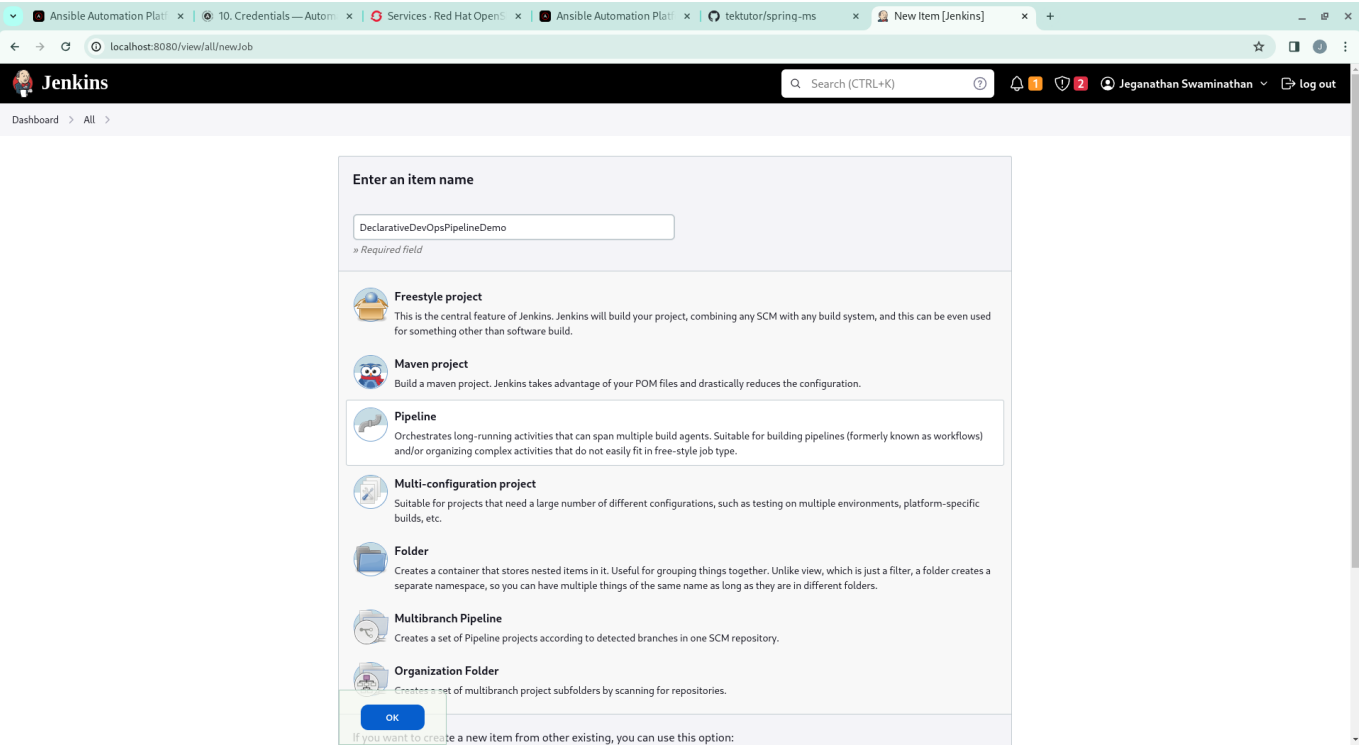 Ansible Automation Platf
10. Credentials — Autom
Services · Red Hat OpenS
Ansible Automation Platf
tektutor/spring-ms
New Item [Jenkins]
localhost:8080/view/all/newJob
J
Jenkins
Search (CTRL+K)
1
2
Jeganathan Swaminathan
log out
Dashboard > All >
Enter an item name
DeclarativeDevOpsPipelineDemo
» Required field
Freestyle project
This is the central feature of Jenkins. Jenkins will build your project, combining any SCM with any build system, and this can be even used
for something other than software build.
Maven project
Build a maven project. Jenkins takes advantage of your POM files and drastically reduces the configuration.
Pipeline
Orchestrates long-running activities that can span multiple build agents. Suitable for building pipelines (formerly known as workflows)
and/or organizing complex activities that do not easily fit in free-style job type.
Multi-configuration project
Suitable for projects that need a large number of different configurations, such as testing on multiple environments, platform-specific
builds, etc.
Folder
Creates a container that stores nested items in it. Useful for grouping things together. Unlike view, which is just a filter, a folder creates a
separate namespace, so you can have multiple things of the same name as long as they are in different folders.
Multibranch Pipeline
Creates a set of Pipeline projects according to detected branches in one SCM repository.
Organization Folder
Creates a set of multibranch project subfolders by scanning for repositories.
OK
If you want to create a new item from other existing, you can use this option: